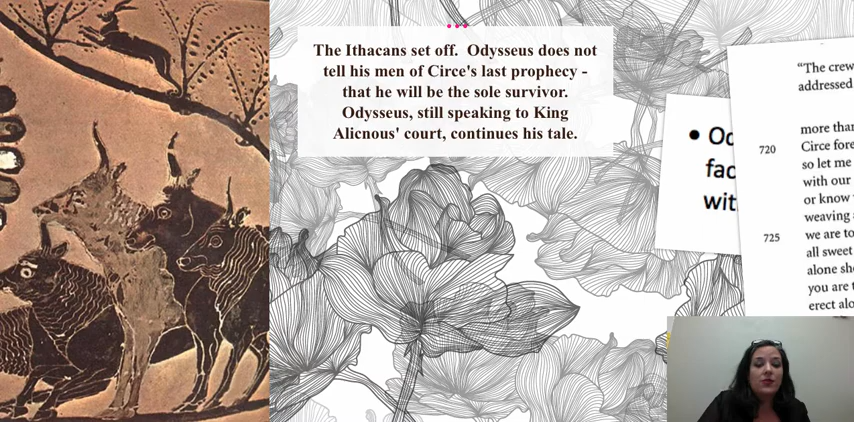 The Ithacans set off. Odysseus does not
tell his men of Circe's last prophecy -
that he will be the sole survivor.
Odysseus, still speaking to King
Alicnous' court, continues his tale.
• Od
fac
wit
“The crew
addressed
more than
720 Circe fore
so let me
with our
or know
weaving a
725 we are to
all sweet
alone sh
you are t
erect alo